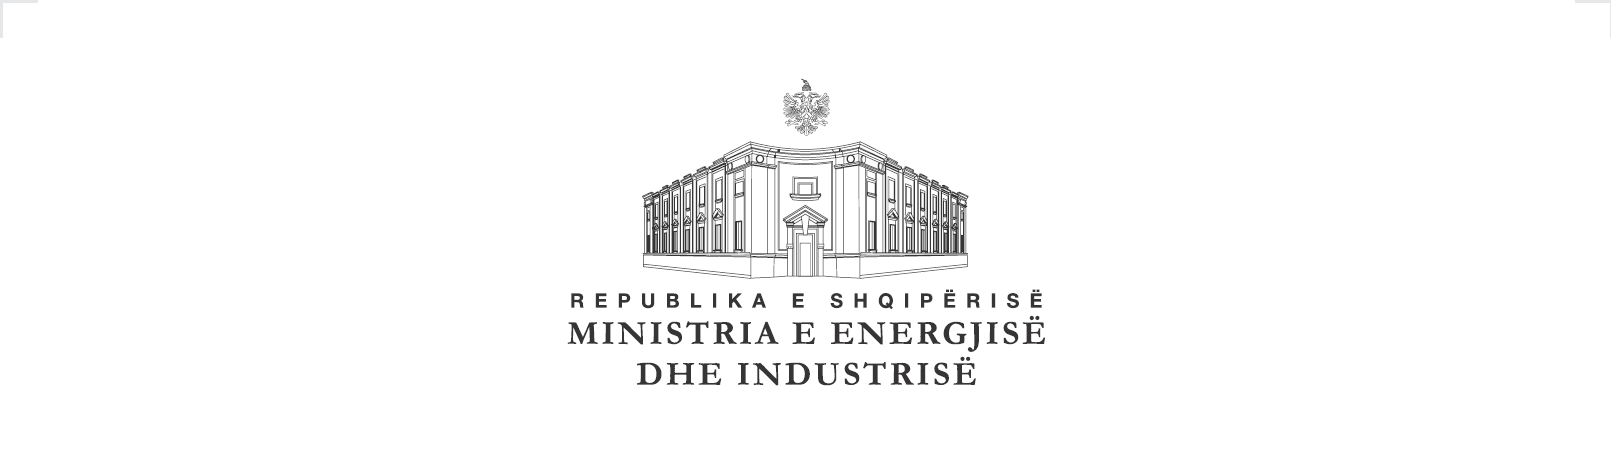 REPUBLIKA E SHQIPËRISË
MINISTRIA E ENERGJISË
DHE INDUSTRISË